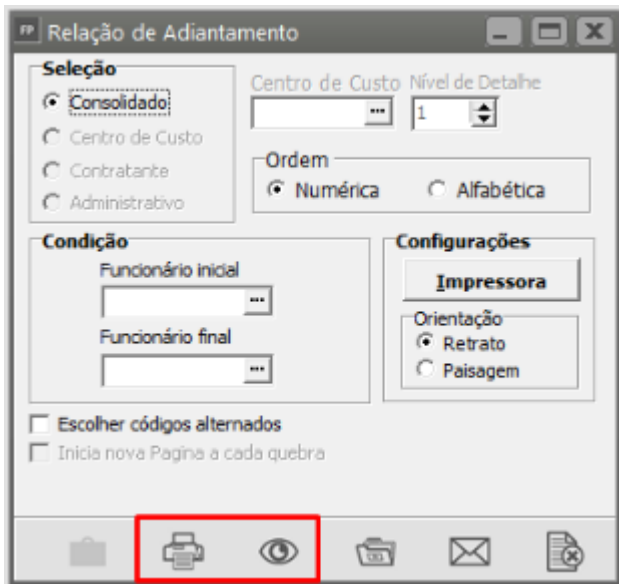 FP Relação de Adiantamento
Seleção
Consolidado
Centro de Custo
Contratante
Administrativo
Centro de Custo Nível de Detalhe
... 1
Ordem
Numérica Alfabética
Condição
Funcionário inicial
...
Funcionário final
...
Configurações
Impressora
Orientação
Retrato
Paisagem
Escolher códigos alternados
Inicia nova Pagina a cada quebra